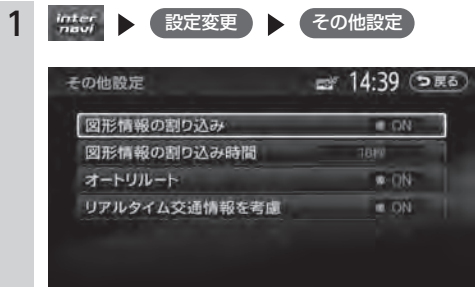 1 inter navi ▶ 設定変更 ▶ その他設定
その他設定 14:39 戻る
図形情報の割り込み ON
図形情報の割り込み時間 10秒
オートリルート ON
リアルタイム交通情報を考慮 ON